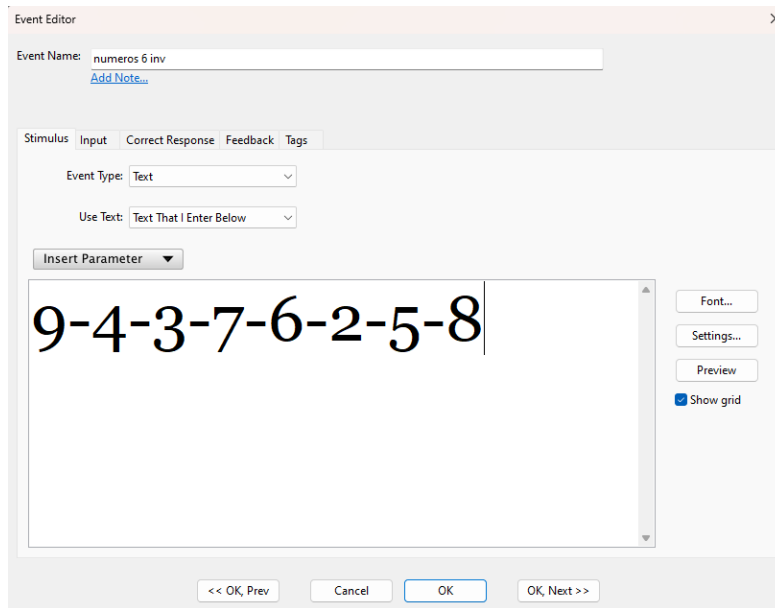 Event Editor
Event Name: numeros 6 inv
Add Note...
Stimulus Input Correct Response Feedback Tags
Event Type: Text
Use Text: Text That I Enter Below
Insert Parameter
9-4-3-7-6-2-5-8
Font...
Settings...
Preview
Show grid
<< OK, Prev Cancel OK OK, Next >>